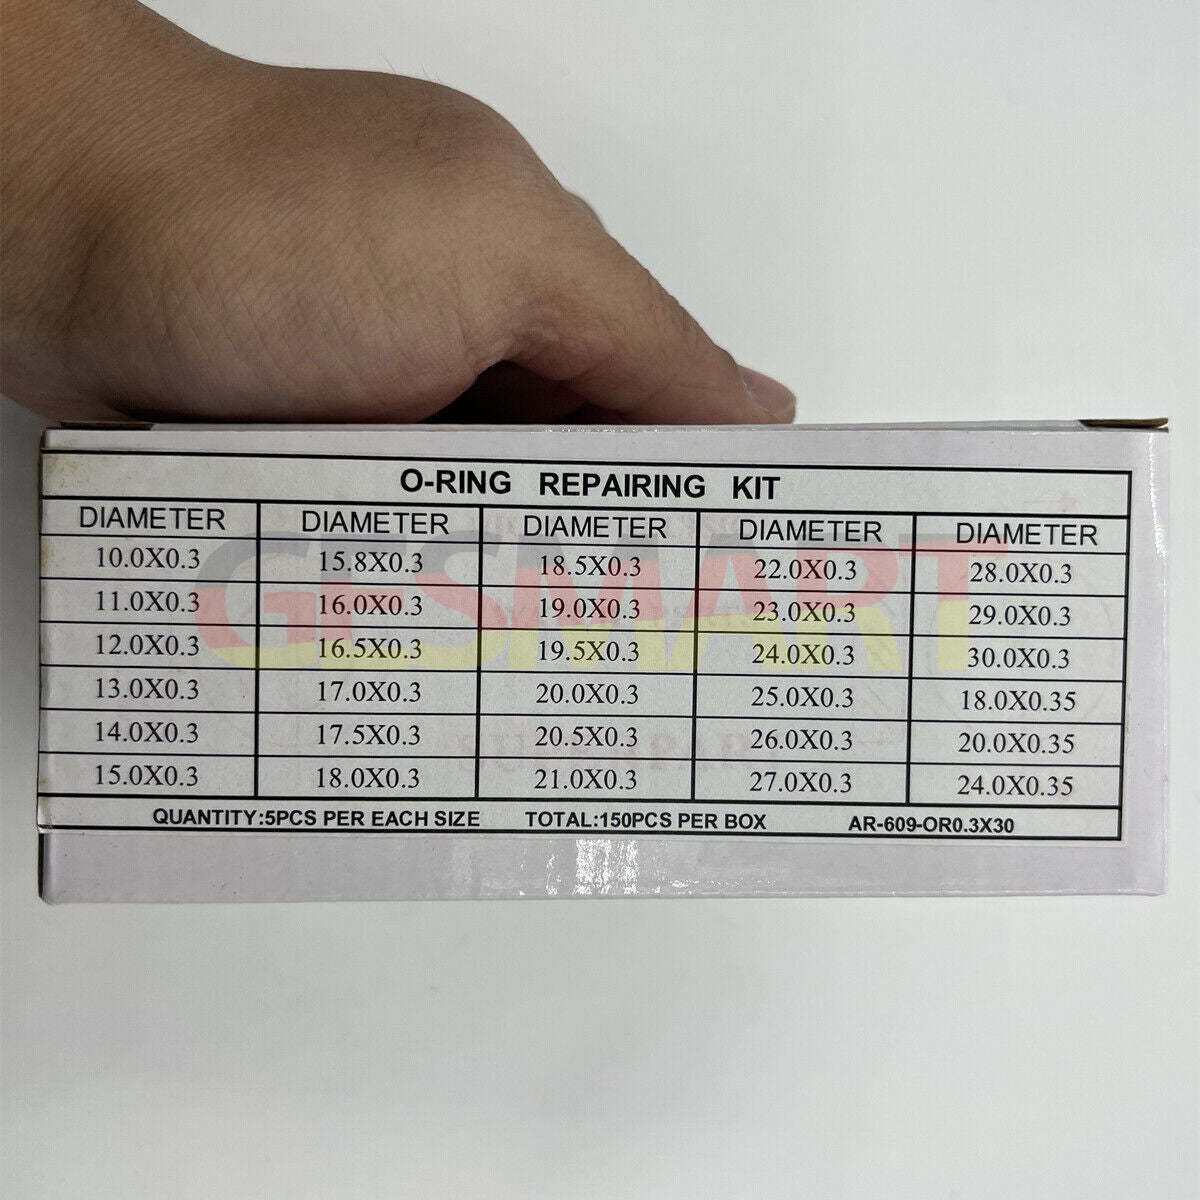 O-RING REPAIRING KIT
DIAMETER DIAMETER DIAMETER DIAMETER DIAMETER
10.0X0.3 15.8X0.3 18.5X0.3 22.0X0.3 28.0X0.3
11.0X0.3 16.0X0.3 19.0X0.3 23.0X0.3 29.0X0.3
12.0X0.3 16.5X0.3 19.5X0.3 24.0X0.3 30.0X0.3
13.0X0.3 17.0X0.3 20.0X0.3 25.0X0.3 18.0X0.35
14.0X0.3 17.5X0.3 20.5X0.3 26.0X0.3 20.0X0.35
15.0X0.3 18.0X0.3 21.0X0.3 27.0X0.3 24.0X0.35
QUANTITY:5PCS PER EACH SIZE TOTAL:150PCS PER BOX AR-609-OR0.3X30